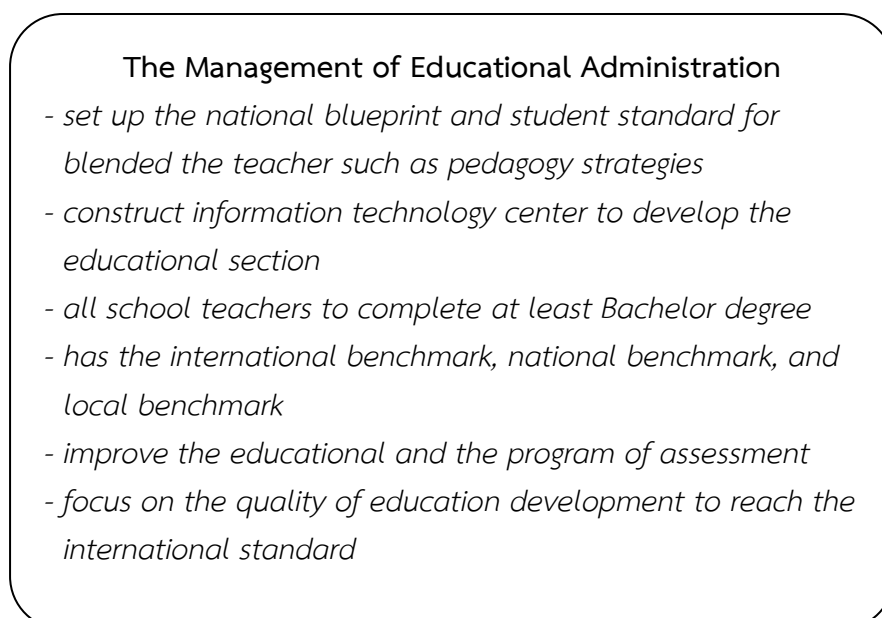 The Management of Educational Administration
- set up the national blueprint and student standard for
blended the teacher such as pedagogy strategies
- construct information technology center to develop the
educational section
- all school teachers to complete at least Bachelor degree
- has the international benchmark, national benchmark, and
local benchmark
- improve the educational and the program of assessment
- focus on the quality of education development to reach the
international standard